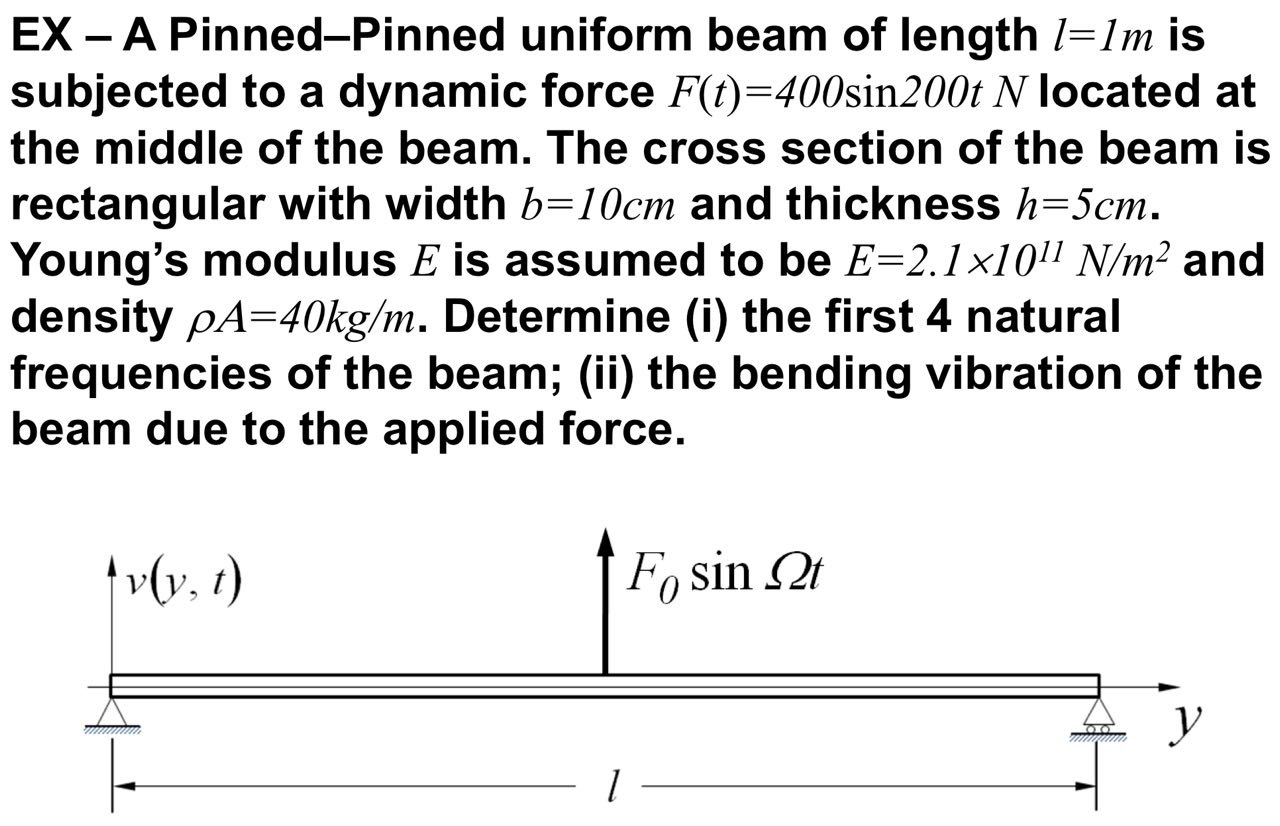 EX – A Pinned–Pinned uniform beam of length l=1m is
subjected to a dynamic force F(t)=400sin200t N located at
the middle of the beam. The cross section of the beam is
rectangular with width b=10cm and thickness h=5cm.
Young’s modulus E is assumed to be E=2.1×10¹¹ N/m² and
density ρA=40kg/m. Determine (i) the first 4 natural
frequencies of the beam; (ii) the bending vibration of the
beam due to the applied force.
v(y, t)
F₀ sin Ωt
y
l